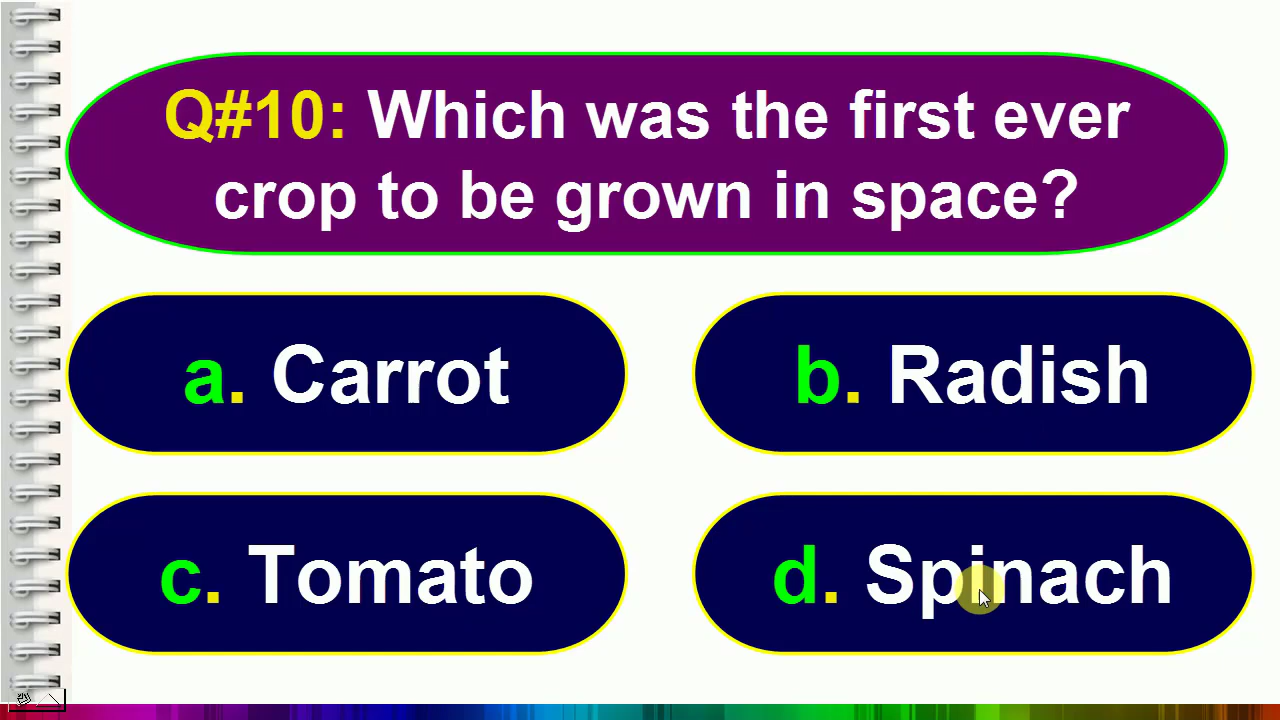 Q#10: Which was the first ever
crop to be grown in space?
a. Carrot
b. Radish
c. Tomato
d. Spinach